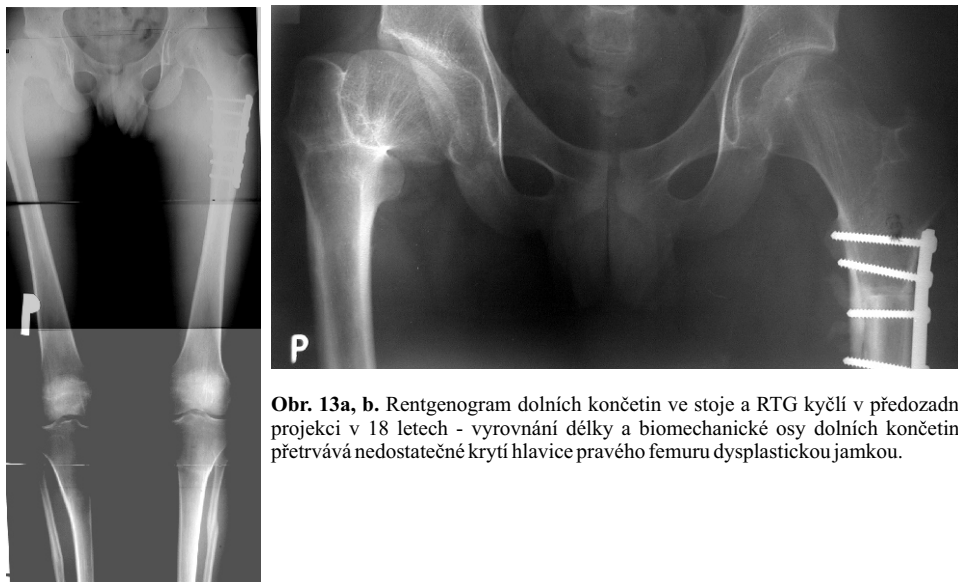 P
P
Obr. 13a, b. Rentgenogram dolních končetin ve stoje a RTG kyčlí v předozadn
projekci v 18 letech - vyrovnání délky a biomechanické osy dolních končetin
přetrvává nedostatečné krytí hlavice pravého femuru dysplastickou jamkou.